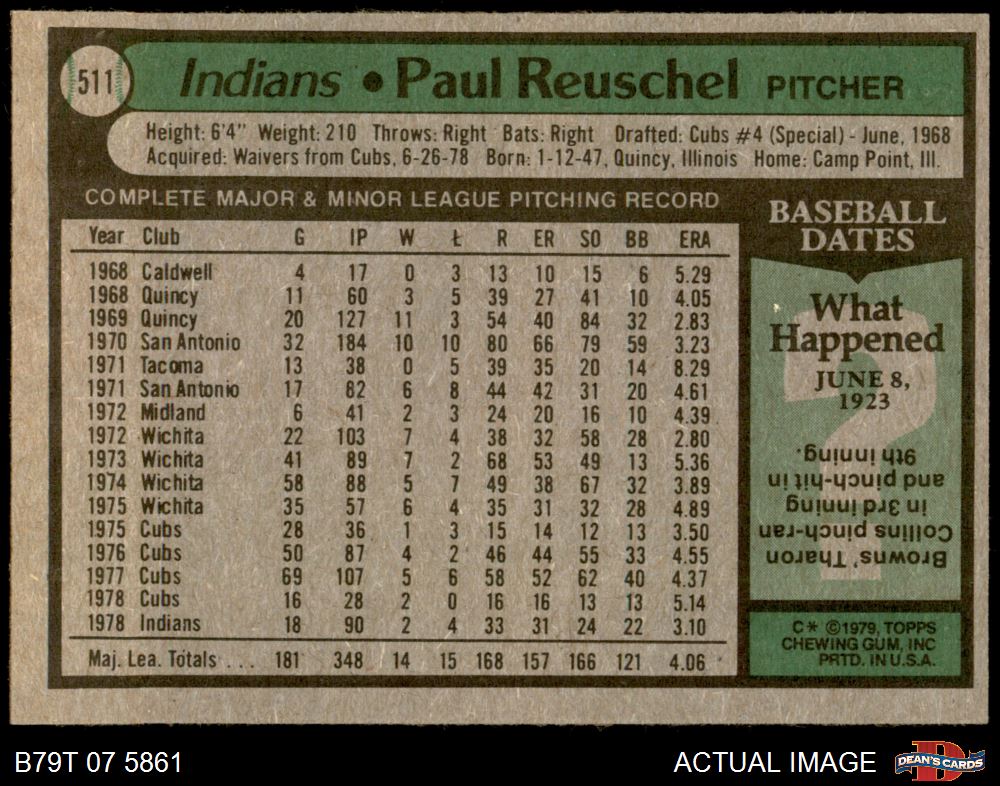 511
Indians • Paul Reuschel PITCHER
Height: 6'4" Weight: 210 Throws: Right Bats: Right Drafted: Cubs #4 (Special) - June, 1968
Acquired: Waivers from Cubs, 6-26-78 Born: 1-12-47, Quincy, Illinois Home: Camp Point, Ill.
COMPLETE MAJOR & MINOR LEAGUE PITCHING RECORD
Year Club G IP W L R ER SO BB ERA
1968 Caldwell 4 17 0 3 13 10 15 6 5.29
1968 Quincy 11 60 3 5 39 27 41 10 4.05
1969 Quincy 20 127 11 3 54 40 84 32 2.83
1970 San Antonio 32 184 10 10 80 66 79 59 3.23
1971 Tacoma 13 38 0 5 39 35 20 14 8.29
1971 San Antonio 17 82 6 8 44 42 31 20 4.61
1972 Midland 6 41 2 3 24 20 16 10 4.39
1972 Wichita 22 103 7 4 38 32 58 28 2.80
1973 Wichita 41 89 7 2 68 53 49 13 5.36
1974 Wichita 58 88 5 7 49 38 67 32 3.89
1975 Wichita 35 57 6 4 35 31 32 28 4.89
1975 Cubs 28 36 1 3 15 14 12 13 3.50
1976 Cubs 50 87 4 2 46 44 55 33 4.55
1977 Cubs 69 107 5 6 58 52 62 40 4.37
1978 Cubs 16 28 2 0 16 16 13 13 5.14
1978 Indians 18 90 2 4 33 31 24 22 3.10
Maj. Lea. Totals . . . 181 348 14 15 168 157 166 121 4.06
BASEBALL
DATES
What
Happened
JUNE 8,
1923
Browns' Tharon
Collins pinch-ran
in 3rd inning
and pinch-hit in
9th inning.
C* ©1979, TOPPS
CHEWING GUM, INC
PRTD. IN U.S.A.
B79T 07 5861
ACTUAL IMAGE
DEAN'S CARDS